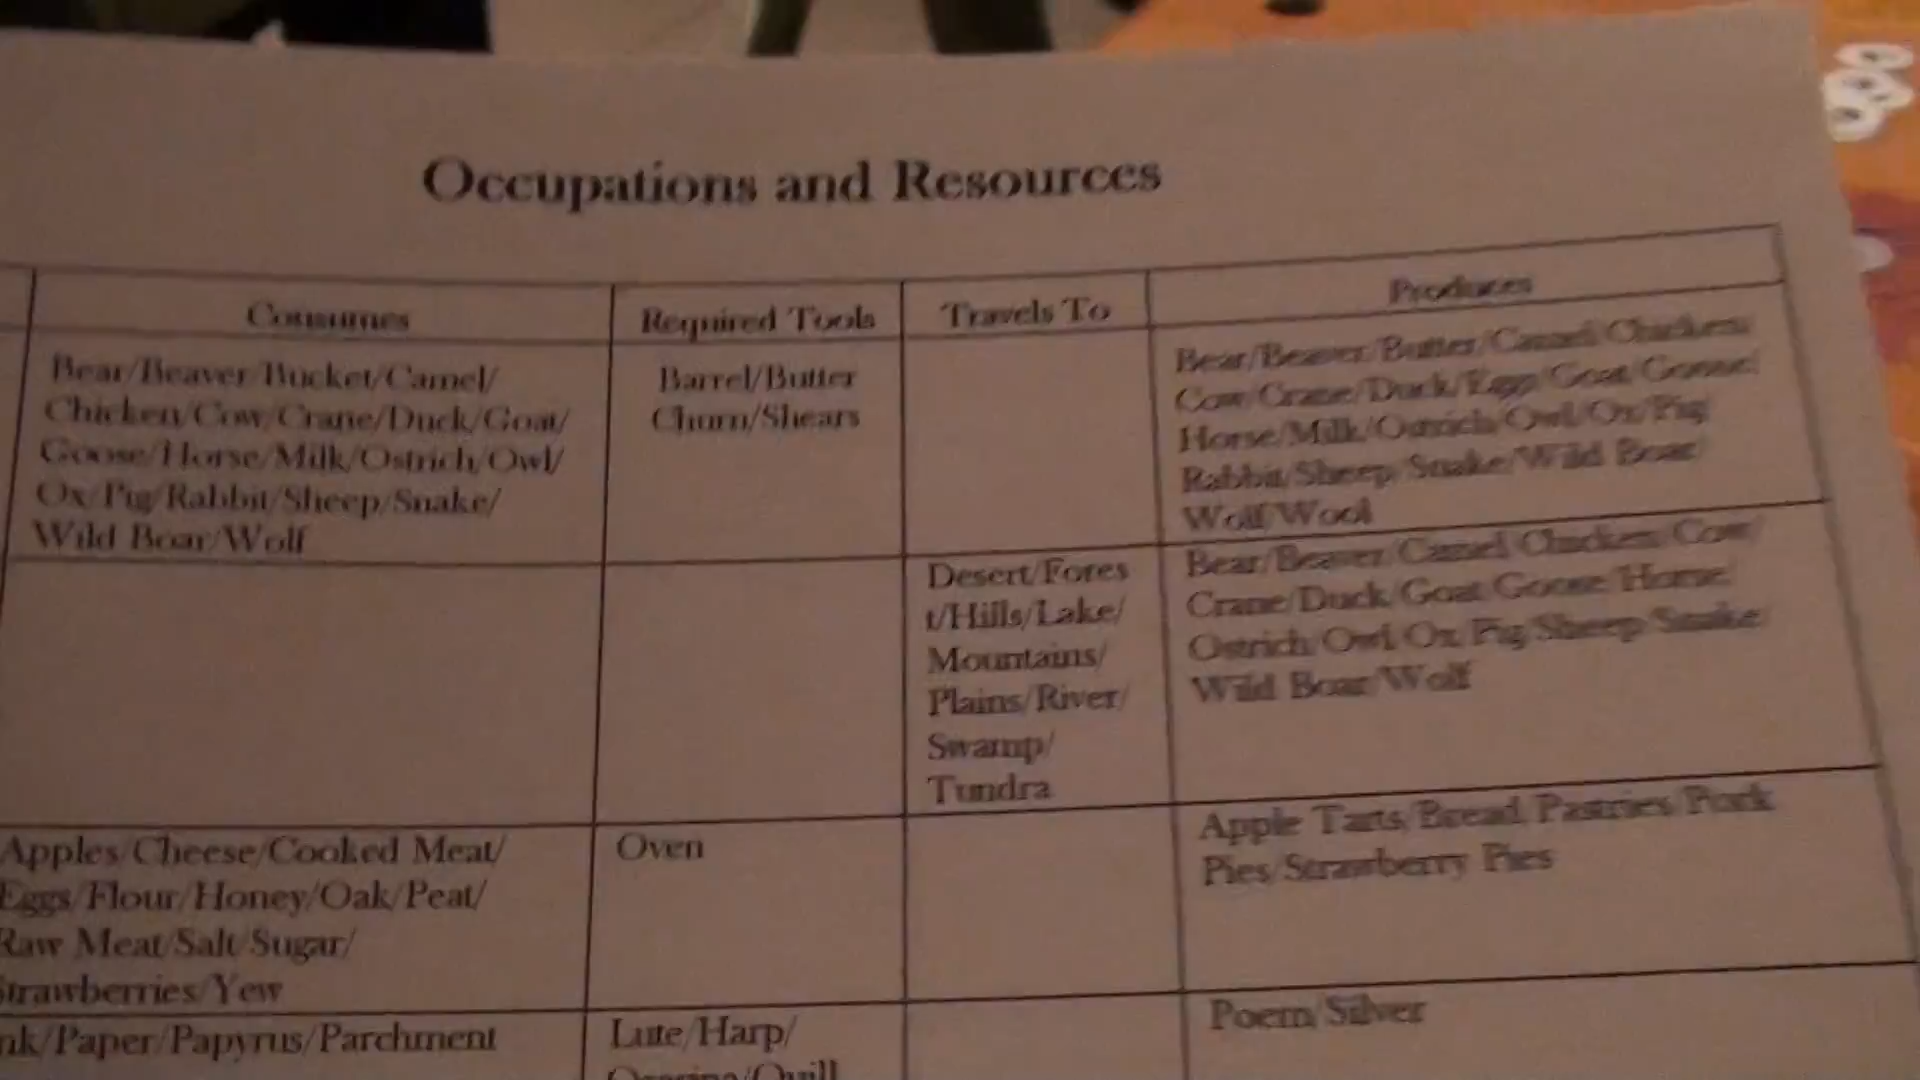 Occupations and Resources
Consumes
Required Tools
Travels To
Produces
Bear/Beaver/Bucket/Camel/
Chicken/Cow/Crane/Duck/Goat/
Goose/Horse/Milk/Ostrich/Owl/
Ox/Pig/Rabbit/Sheep/Snake/
Wild Boar/Wolf
Barrel/Butter
Churn/Shears
Bear/Beaver/Butter/Camel/Chicken/
Cow/Crane/Duck/Eggs/Goat/Goose/
Horse/Milk/Ostrich/Owl/Ox/Pig/
Rabbit/Sheep/Snake/Wild Boar/
Wolf/Wool
Desert/Fores
t/Hills/Lake/
Mountains/
Plains/River/
Swamp/
Tundra
Bear/Beaver/Camel/Chicken/Cow/
Crane/Duck/Goat/Goose/Horse/
Ostrich/Owl/Ox/Pig/Sheep/Snake/
Wild Boar/Wolf
Apples/Cheese/Cooked Meat/
Eggs/Flour/Honey/Oak/Peat/
Raw Meat/Salt/Sugar/
trawberries/Yew
Oven
Apple Tarts/Bread/Pastries/Pork
Pies/Strawberry Pies
nk/Paper/Papyrus/Parchment
Lute/Harp/
Ocarina/Quill
Poem/Silver